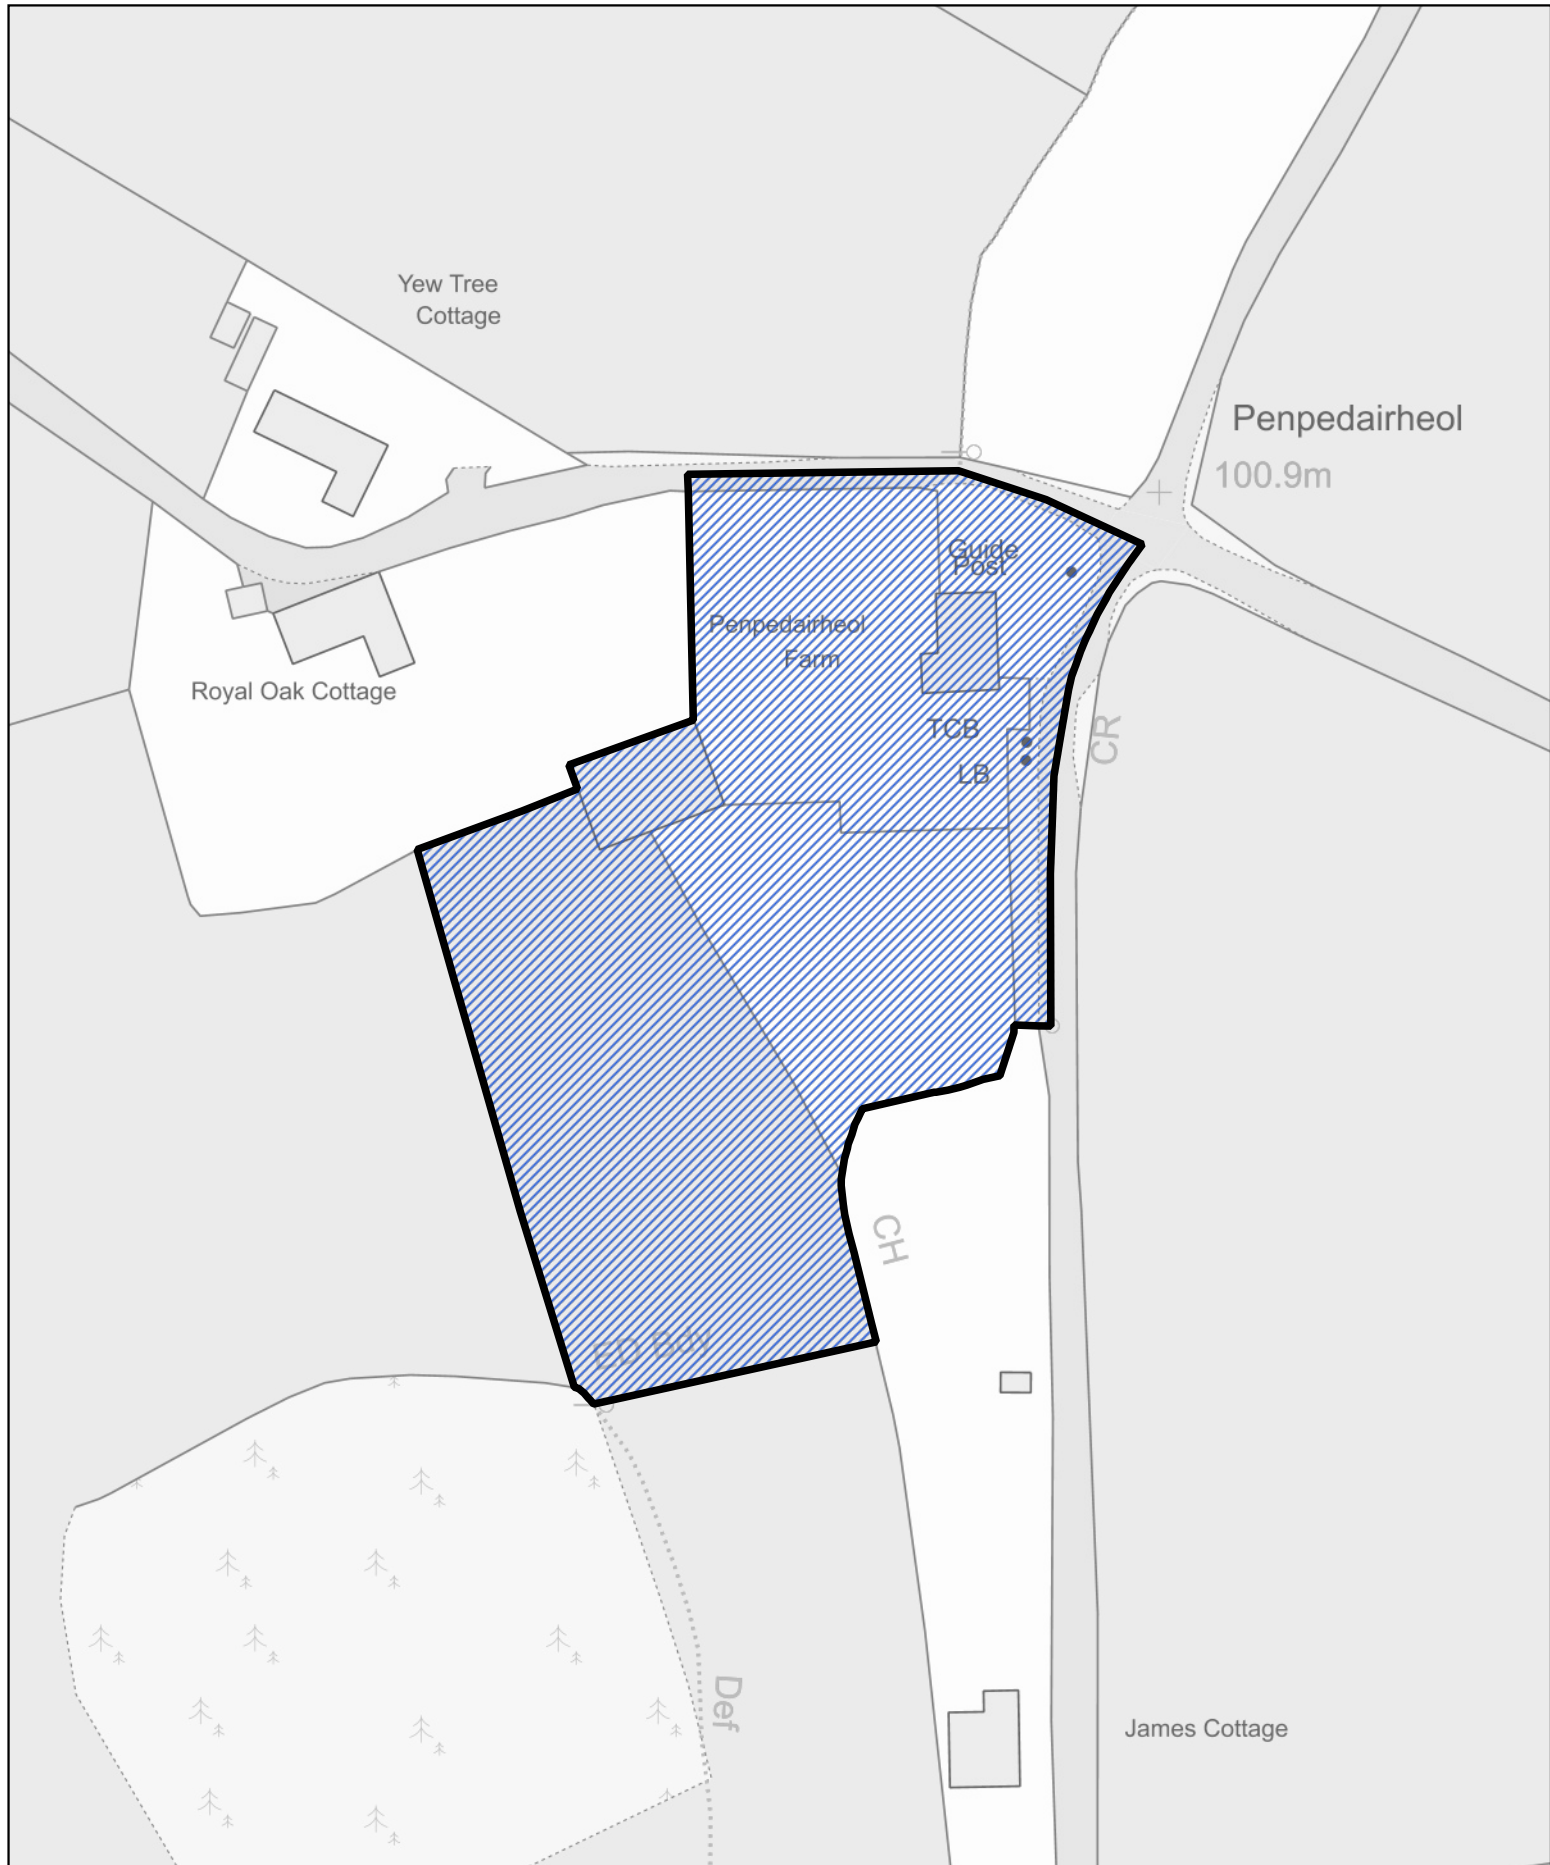 Yew Tree
Cottage
Penpedairheol
100.9m
Guide
Post
Penpedairheol
Farm
Royal Oak Cottage
TCB
CR
LB
CH
ED Bdy
Def
James Cottage